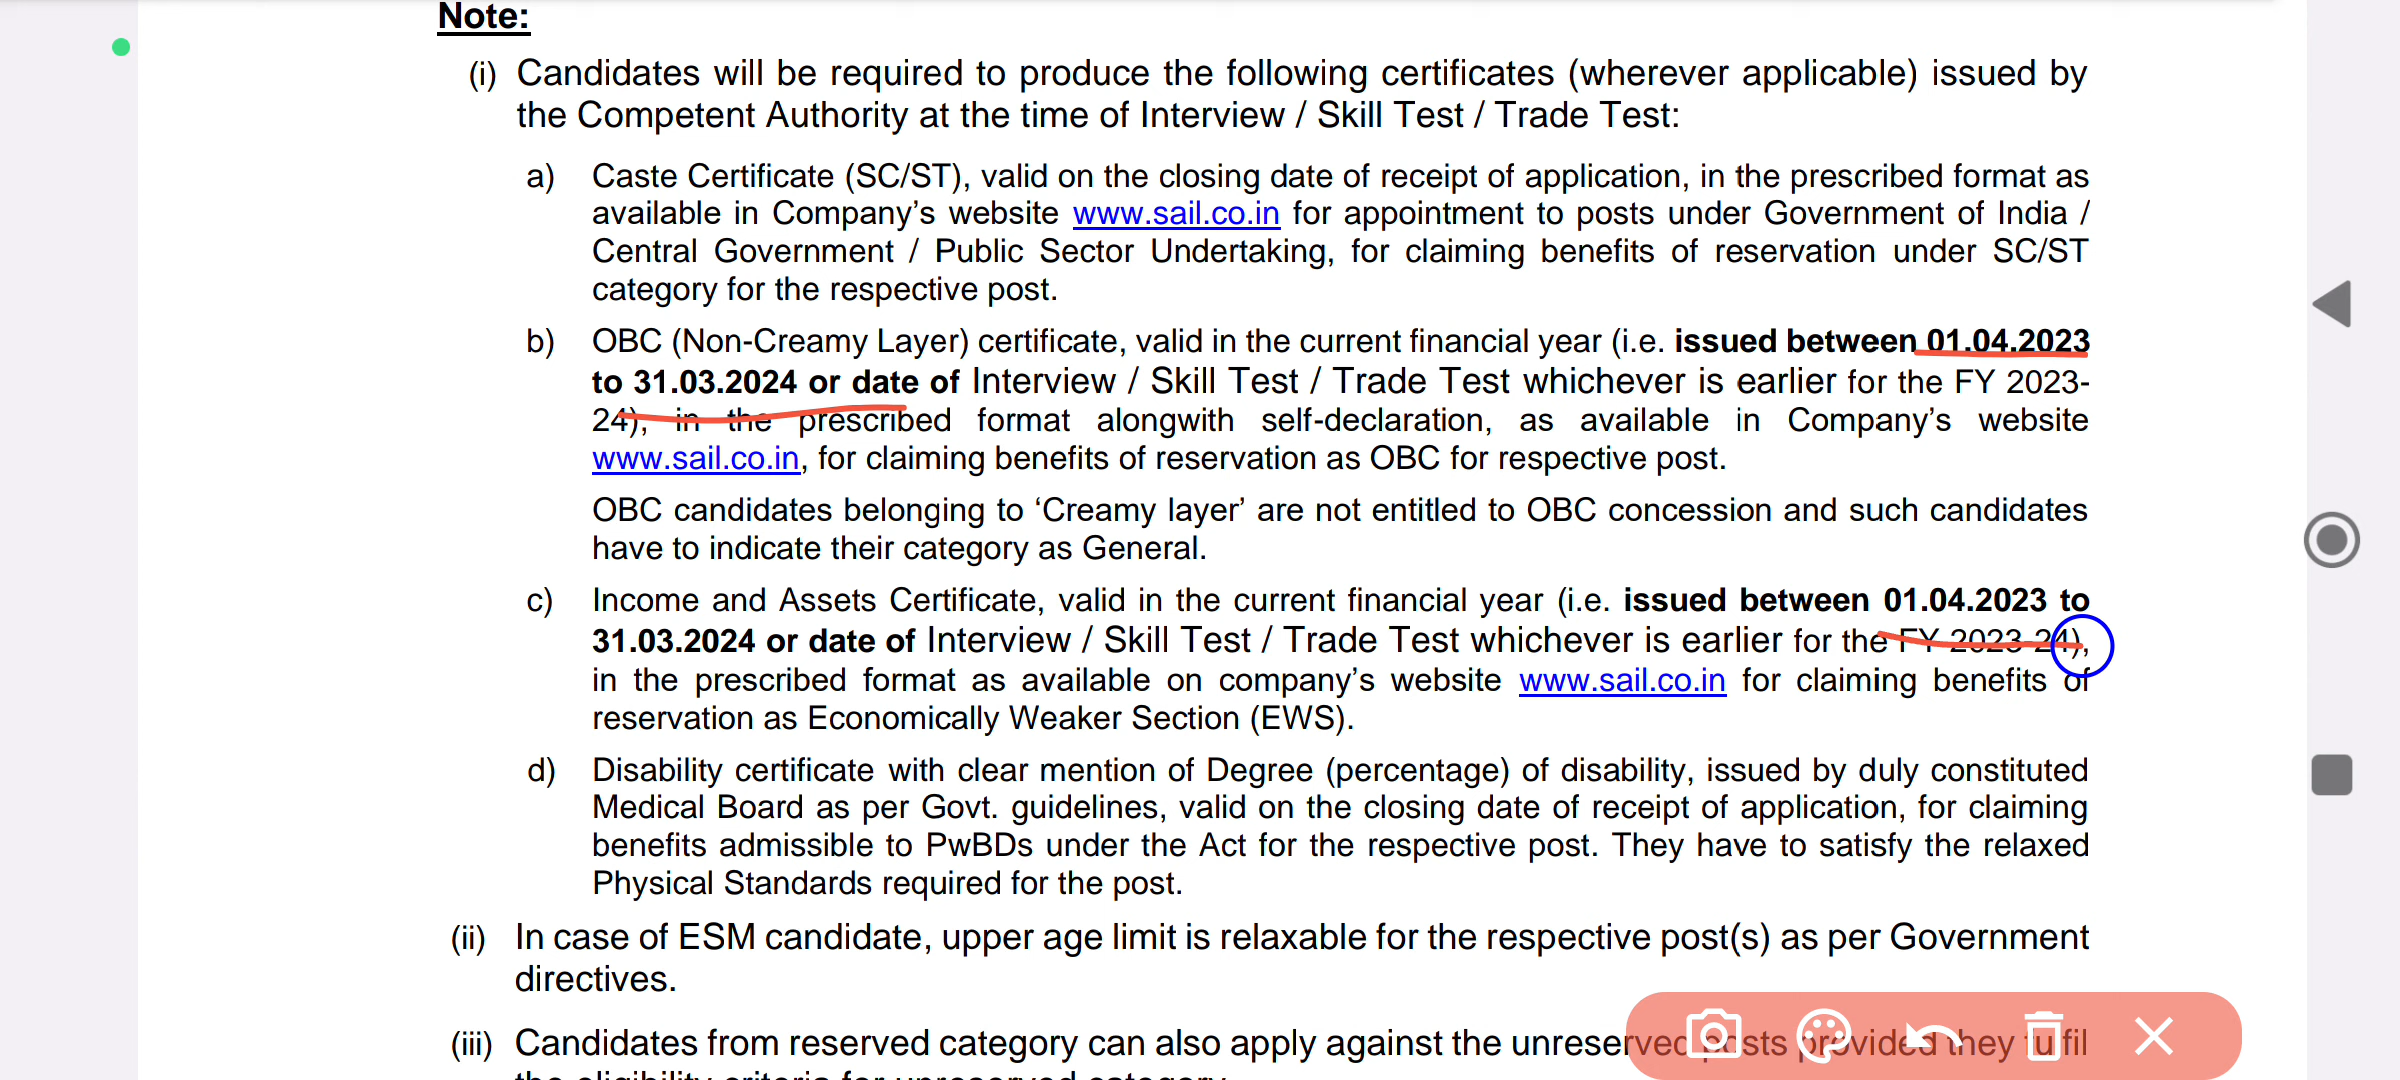 Note:
(i) Candidates will be required to produce the following certificates (wherever applicable) issued by
the Competent Authority at the time of Interview / Skill Test / Trade Test:
a) Caste Certificate (SC/ST), valid on the closing date of receipt of application, in the prescribed format as
available in Company’s website www.sail.co.in for appointment to posts under Government of India /
Central Government / Public Sector Undertaking, for claiming benefits of reservation under SC/ST
category for the respective post.
b) OBC (Non-Creamy Layer) certificate, valid in the current financial year (i.e. issued between 01.04.2023
to 31.03.2024 or date of Interview / Skill Test / Trade Test whichever is earlier for the FY 2023-
24), in the prescribed format alongwith self-declaration, as available in Company’s website
www.sail.co.in, for claiming benefits of reservation as OBC for respective post.
OBC candidates belonging to ‘Creamy layer’ are not entitled to OBC concession and such candidates
have to indicate their category as General.
c) Income and Assets Certificate, valid in the current financial year (i.e. issued between 01.04.2023 to
31.03.2024 or date of Interview / Skill Test / Trade Test whichever is earlier for the FY 2023-24),
in the prescribed format as available on company’s website www.sail.co.in for claiming benefits of
reservation as Economically Weaker Section (EWS).
d) Disability certificate with clear mention of Degree (percentage) of disability, issued by duly constituted
Medical Board as per Govt. guidelines, valid on the closing date of receipt of application, for claiming
benefits admissible to PwBDs under the Act for the respective post. They have to satisfy the relaxed
Physical Standards required for the post.
(ii) In case of ESM candidate, upper age limit is relaxable for the respective post(s) as per Government
directives.
(iii) Candidates from reserved category can also apply against the unreserved posts provided they fulfil
the eligibility criteria for unreserved category.